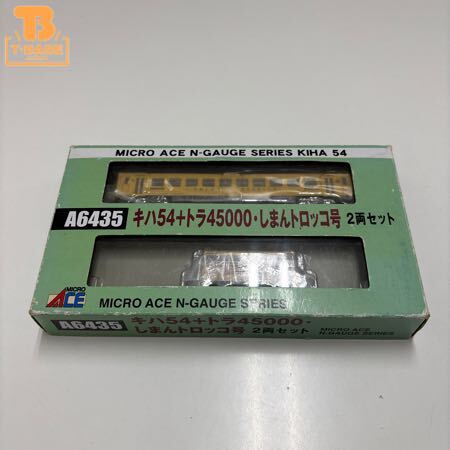 T-BASE
MICRO ACE N-GAUGE SERIES KIHA 54
A6435 キハ54+トラ45000・しまんトロッコ号 2両セット
MICRO ACE
MICRO ACE N-GAUGE SERIES
A6435 キハ54+トラ45000・
しまんトロッコ号 2両セット
MICRO ACE
N-GAUGE SERIES